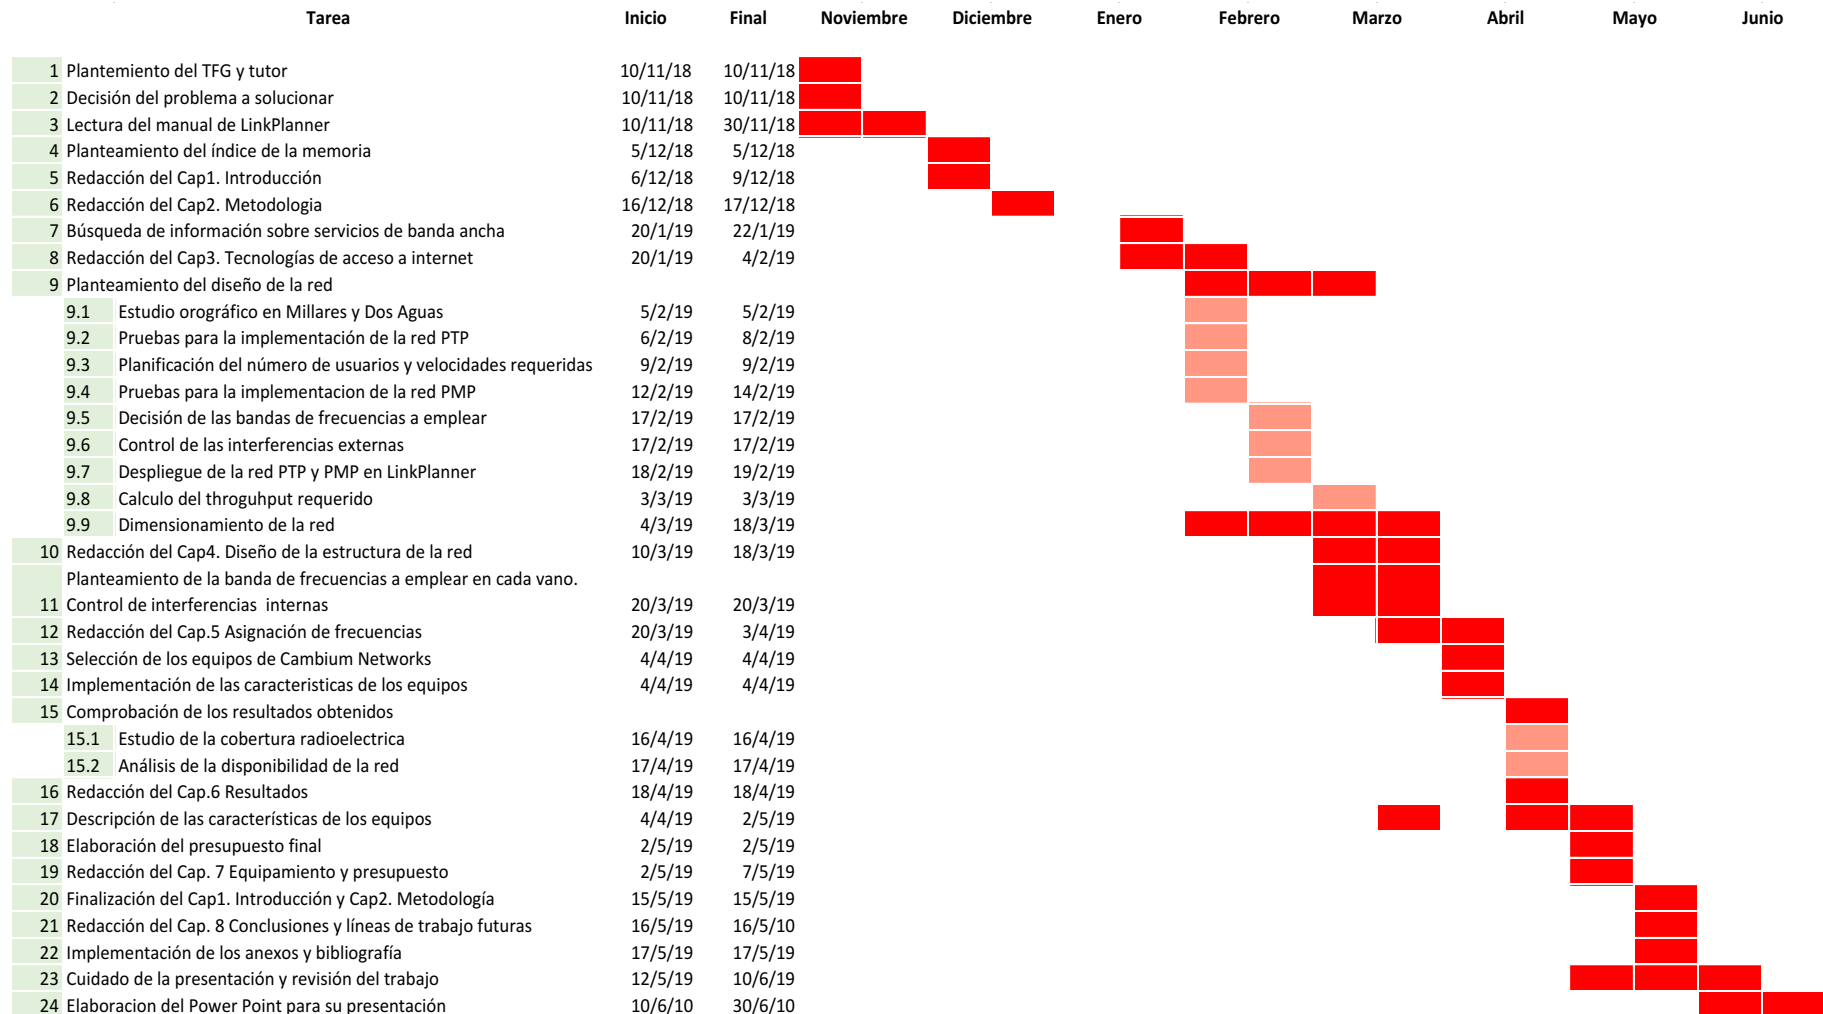 Tarea Inicio Final Noviembre Diciembre Enero Febrero Marzo Abril Mayo Junio
1 Plantemiento del TFG y tutor 10/11/18 10/11/18
2 Decisión del problema a solucionar 10/11/18 10/11/18
3 Lectura del manual de LinkPlanner 10/11/18 30/11/18
4 Planteamiento del índice de la memoria 5/12/18 5/12/18
5 Redacción del Cap1. Introducción 6/12/18 9/12/18
6 Redacción del Cap2. Metodologia 16/12/18 17/12/18
7 Búsqueda de información sobre servicios de banda ancha 20/1/19 22/1/19
8 Redacción del Cap3. Tecnologías de acceso a internet 20/1/19 4/2/19
9 Planteamiento del diseño de la red
9.1 Estudio orográfico en Millares y Dos Aguas 5/2/19 5/2/19
9.2 Pruebas para la implementación de la red PTP 6/2/19 8/2/19
9.3 Planificación del número de usuarios y velocidades requeridas 9/2/19 9/2/19
9.4 Pruebas para la implementacion de la red PMP 12/2/19 14/2/19
9.5 Decisión de las bandas de frecuencias a emplear 17/2/19 17/2/19
9.6 Control de las interferencias externas 17/2/19 17/2/19
9.7 Despliegue de la red PTP y PMP en LinkPlanner 18/2/19 19/2/19
9.8 Calculo del throguhput requerido 3/3/19 3/3/19
9.9 Dimensionamiento de la red 4/3/19 18/3/19
10 Redacción del Cap4. Diseño de la estructura de la red 10/3/19 18/3/19
Planteamiento de la banda de frecuencias a emplear en cada vano.
11 Control de interferencias internas 20/3/19 20/3/19
12 Redacción del Cap.5 Asignación de frecuencias 20/3/19 3/4/19
13 Selección de los equipos de Cambium Networks 4/4/19 4/4/19
14 Implementación de las caracteristicas de los equipos 4/4/19 4/4/19
15 Comprobación de los resultados obtenidos
15.1 Estudio de la cobertura radioelectrica 16/4/19 16/4/19
15.2 Análisis de la disponibilidad de la red 17/4/19 17/4/19
16 Redacción del Cap.6 Resultados 18/4/19 18/4/19
17 Descripción de las características de los equipos 4/4/19 2/5/19
18 Elaboración del presupuesto final 2/5/19 2/5/19
19 Redacción del Cap. 7 Equipamiento y presupuesto 2/5/19 7/5/19
20 Finalización del Cap1. Introducción y Cap2. Metodología 15/5/19 15/5/19
21 Redacción del Cap. 8 Conclusiones y líneas de trabajo futuras 16/5/19 16/5/10
22 Implementación de los anexos y bibliografía 17/5/19 17/5/19
23 Cuidado de la presentación y revisión del trabajo 12/5/19 10/6/19
24 Elaboracion del Power Point para su presentación 10/6/10 30/6/10